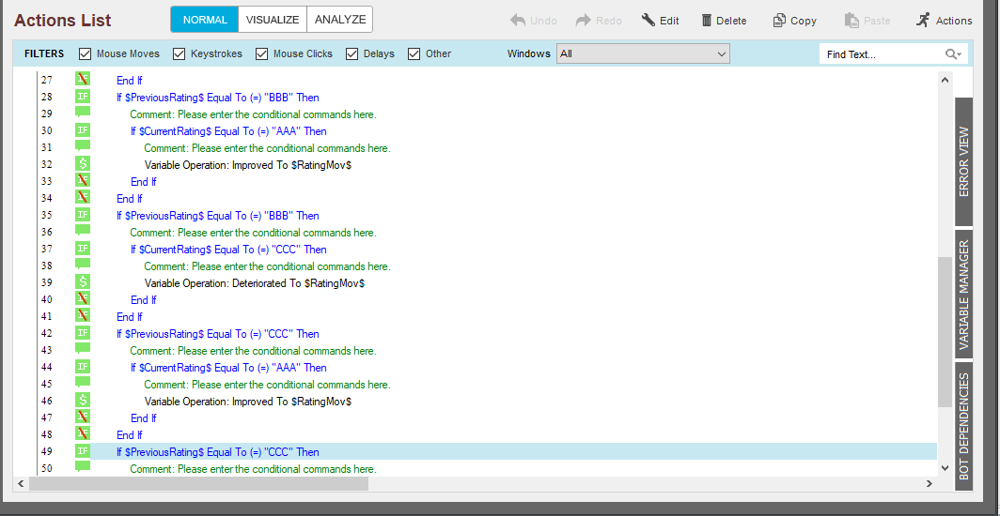 Actions List NORMAL VISUALIZE ANALYZE Undo Redo Edit Delete Copy Paste Actions
FILTERS Mouse Moves Keystrokes Mouse Clicks Delays Other Windows All Find Text...
27 End If
28 IF If $PreviousRating$ Equal To (=) "BBB" Then
29 Comment: Please enter the conditional commands here.
30 IF If $CurrentRating$ Equal To (=) "AAA" Then
31 Comment: Please enter the conditional commands here.
32 $ Variable Operation: Improved To $RatingMov$
33 End If
34 End If
35 IF If $PreviousRating$ Equal To (=) "BBB" Then
36 Comment: Please enter the conditional commands here.
37 IF If $CurrentRating$ Equal To (=) "CCC" Then
38 Comment: Please enter the conditional commands here.
39 $ Variable Operation: Deteriorated To $RatingMov$
40 End If
41 End If
42 IF If $PreviousRating$ Equal To (=) "CCC" Then
43 Comment: Please enter the conditional commands here.
44 IF If $CurrentRating$ Equal To (=) "AAA" Then
45 Comment: Please enter the conditional commands here.
46 $ Variable Operation: Improved To $RatingMov$
47 End If
48 End If
49 IF If $PreviousRating$ Equal To (=) "CCC" Then
50 Comment: Please enter the conditional commands here.
ERROR VIEW
VARIABLE MANAGER
BOT DEPENDENCIES